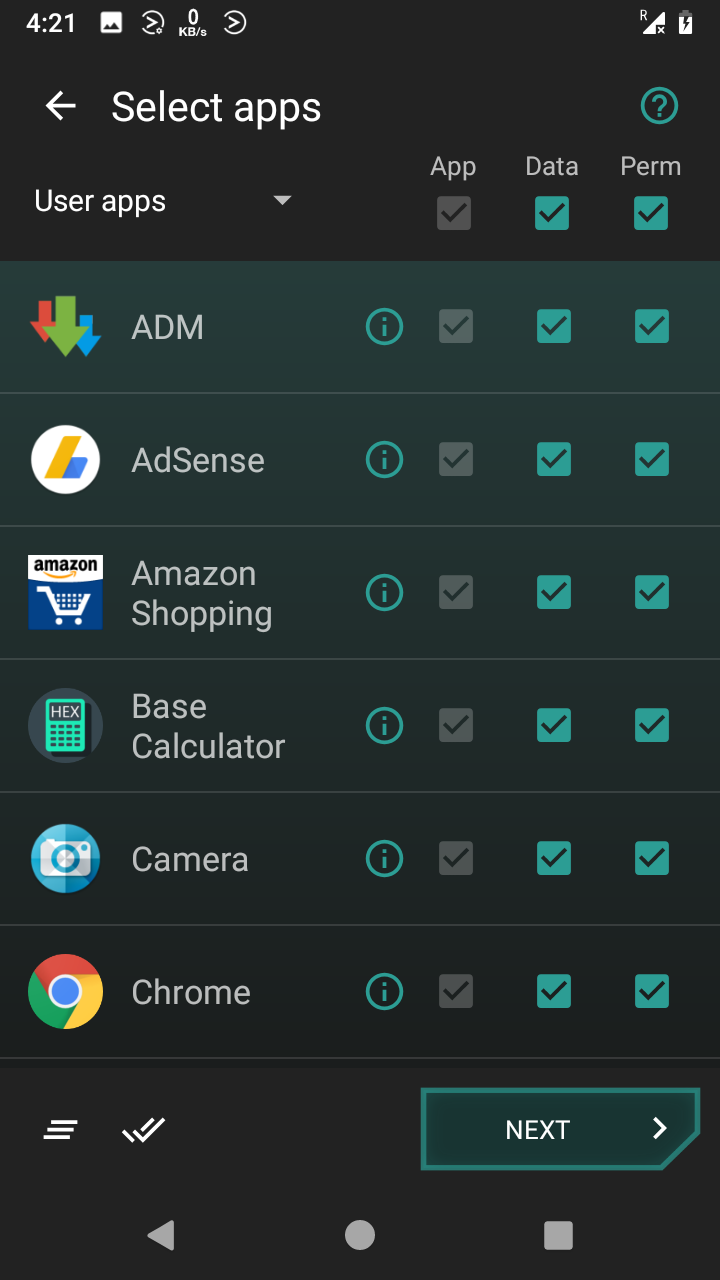 4:21
0
KB/s
R
Select apps
App Data Perm
User apps
ADM
AdSense
amazon
Amazon
Shopping
HEX
Base
Calculator
Camera
Chrome
NEXT